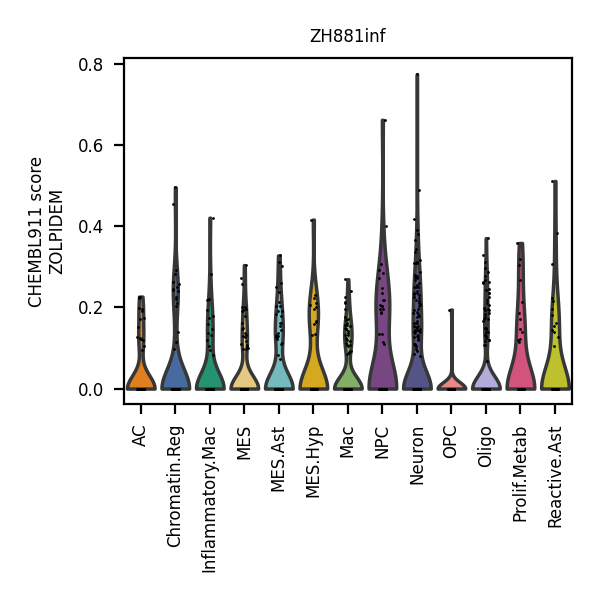 ZH881inf
CHEMBL911 score
ZOLPIDEM
0.8
0.6
0.4
0.2
0.0
AC
Chromatin.Reg
Inflammatory.Mac
MES
MES.Ast
MES.Hyp
Mac
NPC
Neuron
OPC
Oligo
Prolif.Metab
Reactive.Ast